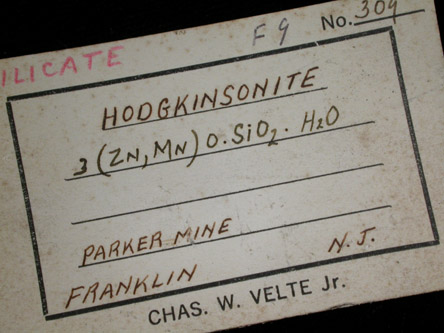 ILICATE F9 No. 309
HODGKINSONITE
3(ZN, MN) O. SiO2. H2O
PARKER MINE
FRANKLIN N. J.
CHAS. W. VELTE Jr.